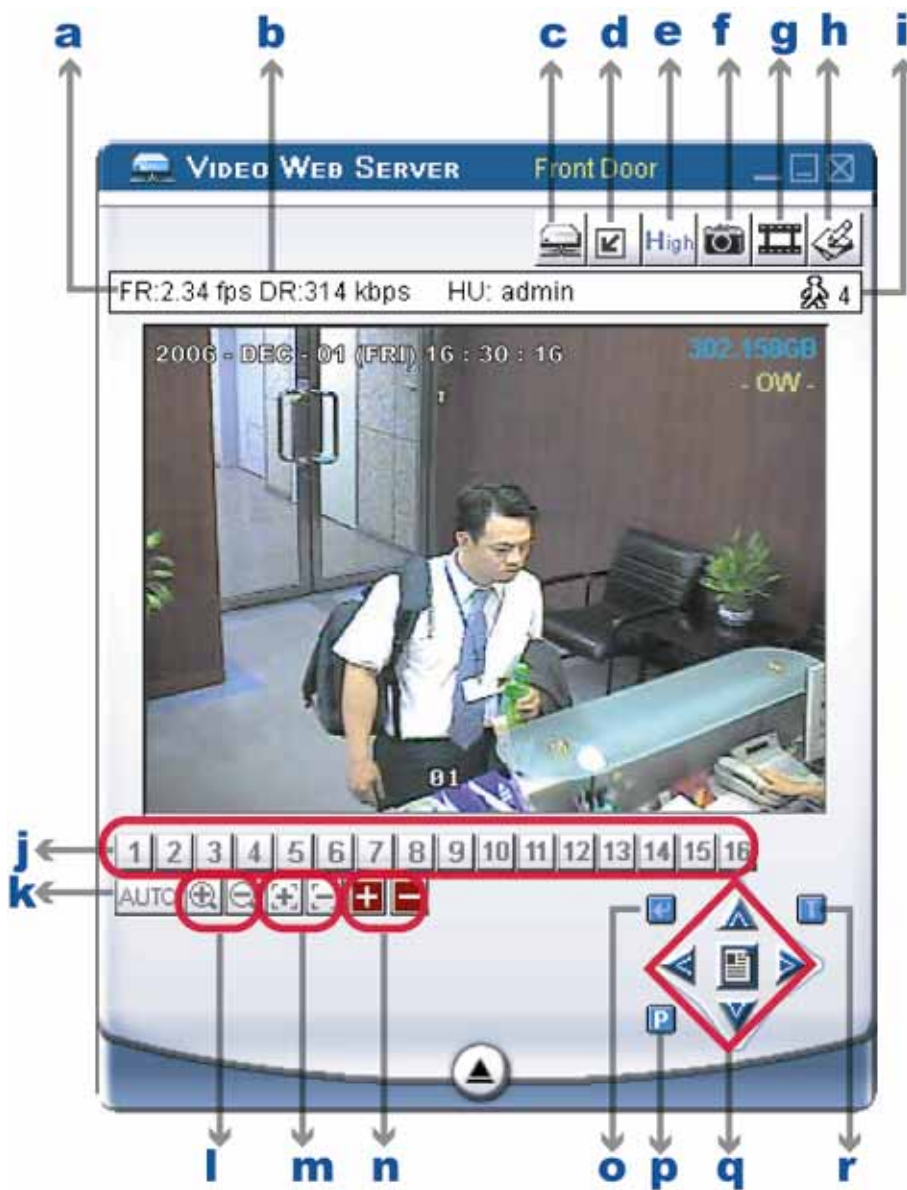 a b c d e f g h i
VIDEO WEB SERVER Front Door
High
FR:2.34 fps DR:314 kbps HU: admin 4
2006 - DEC - 01 (FRI) 16 : 30 : 16 302.158GB
- OW -
01
j 1 2 3 4 5 6 7 8 9 10 11 12 13 14 15 16
k AUTO
T
P
l m n o p q r